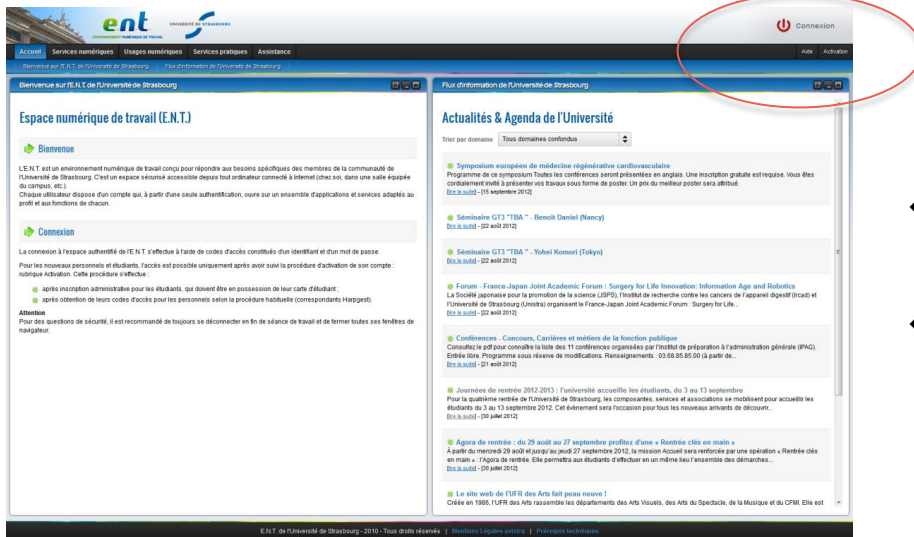 ent.
ENVIRONNEMENT NUMÉRIQUE DE TRAVAIL
UNIVERSITÉ DE STRASBOURG
Connexion
Accueil Services numériques Usages numériques Services pratiques Assistance
Aide Activation
Bienvenue sur l'E.N.T. de l'Université de Strasbourg Flux d'information de l'Université de Strasbourg
Bienvenue sur l'E.N.T. de l'Université de Strasbourg
Espace numérique de travail (E.N.T.)
Bienvenue
L'E.N.T. est un environnement numérique de travail conçu pour répondre aux besoins spécifiques des membres de la communauté de
l'Université de Strasbourg. C'est un espace sécurisé accessible depuis tout ordinateur connecté à Internet (chez soi, dans une salle équipée
du campus, etc.).
Chaque utilisateur dispose d'un compte qui, à partir d'une seule authentification, ouvre sur un ensemble d'applications et services adaptés au
profil et aux fonctions de chacun.
Connexion
La connexion à l'espace authentifié de l'E.N.T. s'effectue à l'aide de codes d'accès constitués d'un identifiant et d'un mot de passe.
Pour les nouveaux personnels et étudiants, l'accès est possible uniquement après avoir suivi la procédure d'activation de son compte :
rubrique Activation. Cette procédure s'effectue :
après inscription administrative pour les étudiants, qui doivent être en possession de leur carte d'étudiant ;
après obtention de leurs codes d'accès pour les personnels selon la procédure habituelle (correspondants Harpgest).
Attention
Pour des questions de sécurité, il est recommandé de toujours se déconnecter en fin de séance de travail et de fermer toutes ses fenêtres de
navigateur.
Flux d'information de l'Université de Strasbourg
Actualités & Agenda de l'Université
Trier par domaine Tous domaines confondus
Symposium européen de médecine régénérative cardiovasculaire
Programme de ce symposium Toutes les conférences seront présentées en anglais. Une inscription gratuite est requise. Vous êtes
cordialement invité à présenter vos travaux sous forme de poster. Un prix du meilleur poster sera attribué.
[lire la suite] - [15 septembre 2012]
Séminaire GT3 "TBA " - Benoît Daniel (Nancy)
[lire la suite] - [22 août 2012]
Séminaire GT3 "TBA " - Yohei Komori (Tokyo)
[lire la suite] - [22 août 2012]
Forum - France-Japan Joint Academic Forum : Surgery for Life Innovation: Information Age and Robotics
La Société japonaise pour la promotion de la science (JSPS), l'Institut de recherche contre les cancers de l'appareil digestif (Ircad) et
l'Université de Strasbourg (Unistra) organisent le France-Japan Joint Academic Forum : Surgery for Life...
[lire la suite] - [22 août 2012]
Conférences - Concours, Carrières et métiers de la fonction publique
Consultez le pdf pour connaître la liste des 11 conférences organisées par l'Institut de préparation à l'administration générale (IPAG).
Entrée libre. Programme sous réserve de modifications. Renseignements : 03.68.85.85.00 (à partir de...
[lire la suite] - [21 août 2012]
Journées de rentrée 2012-2013 : l'université accueille les étudiants, du 3 au 13 septembre
Pour la quatrième rentrée de l'Université de Strasbourg, les composantes, services et associations se mobilisent pour accueillir les
étudiants du 3 au 13 septembre 2012. Cet évènement sera l'occasion pour tous les nouveaux arrivants de découvrir...
[lire la suite] - [30 juillet 2012]
Agora de rentrée : du 29 août au 27 septembre profitez d'une « Rentrée clés en main »
À partir du mercredi 29 août et jusqu'au jeudi 27 septembre 2012, la mission Accueil sera renforcée par une opération « Rentrée clés
en main » : l'Agora de rentrée. Elle permettra aux étudiants d'effectuer en un même lieu l'ensemble des démarches...
[lire la suite] - [30 juillet 2012]
Le site web de l'UFR des Arts fait peau neuve !
Créée en 1986, l'UFR des Arts rassemble les départements des Arts Visuels, des Arts du Spectacle, de la Musique et du CFMI. Elle est
E.N.T. de l'Université de Strasbourg - 2010 - Tous droits réservés | Mentions Légales unistra | Prérequis techniques